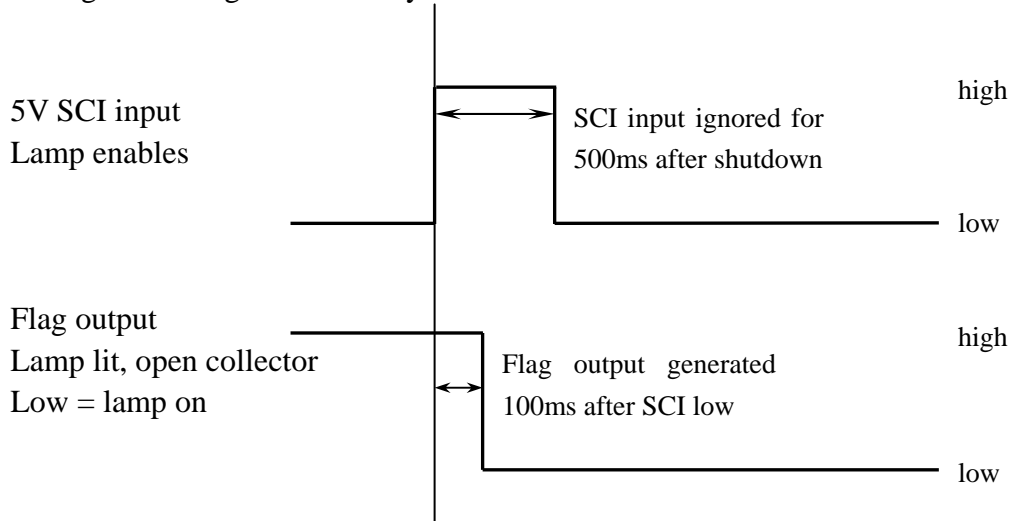 high
5V SCI input
Lamp enables
SCI input ignored for
500ms after shutdown
low
Flag output
Lamp lit, open collector
Low = lamp on
high
Flag output generated
100ms after SCI low
low